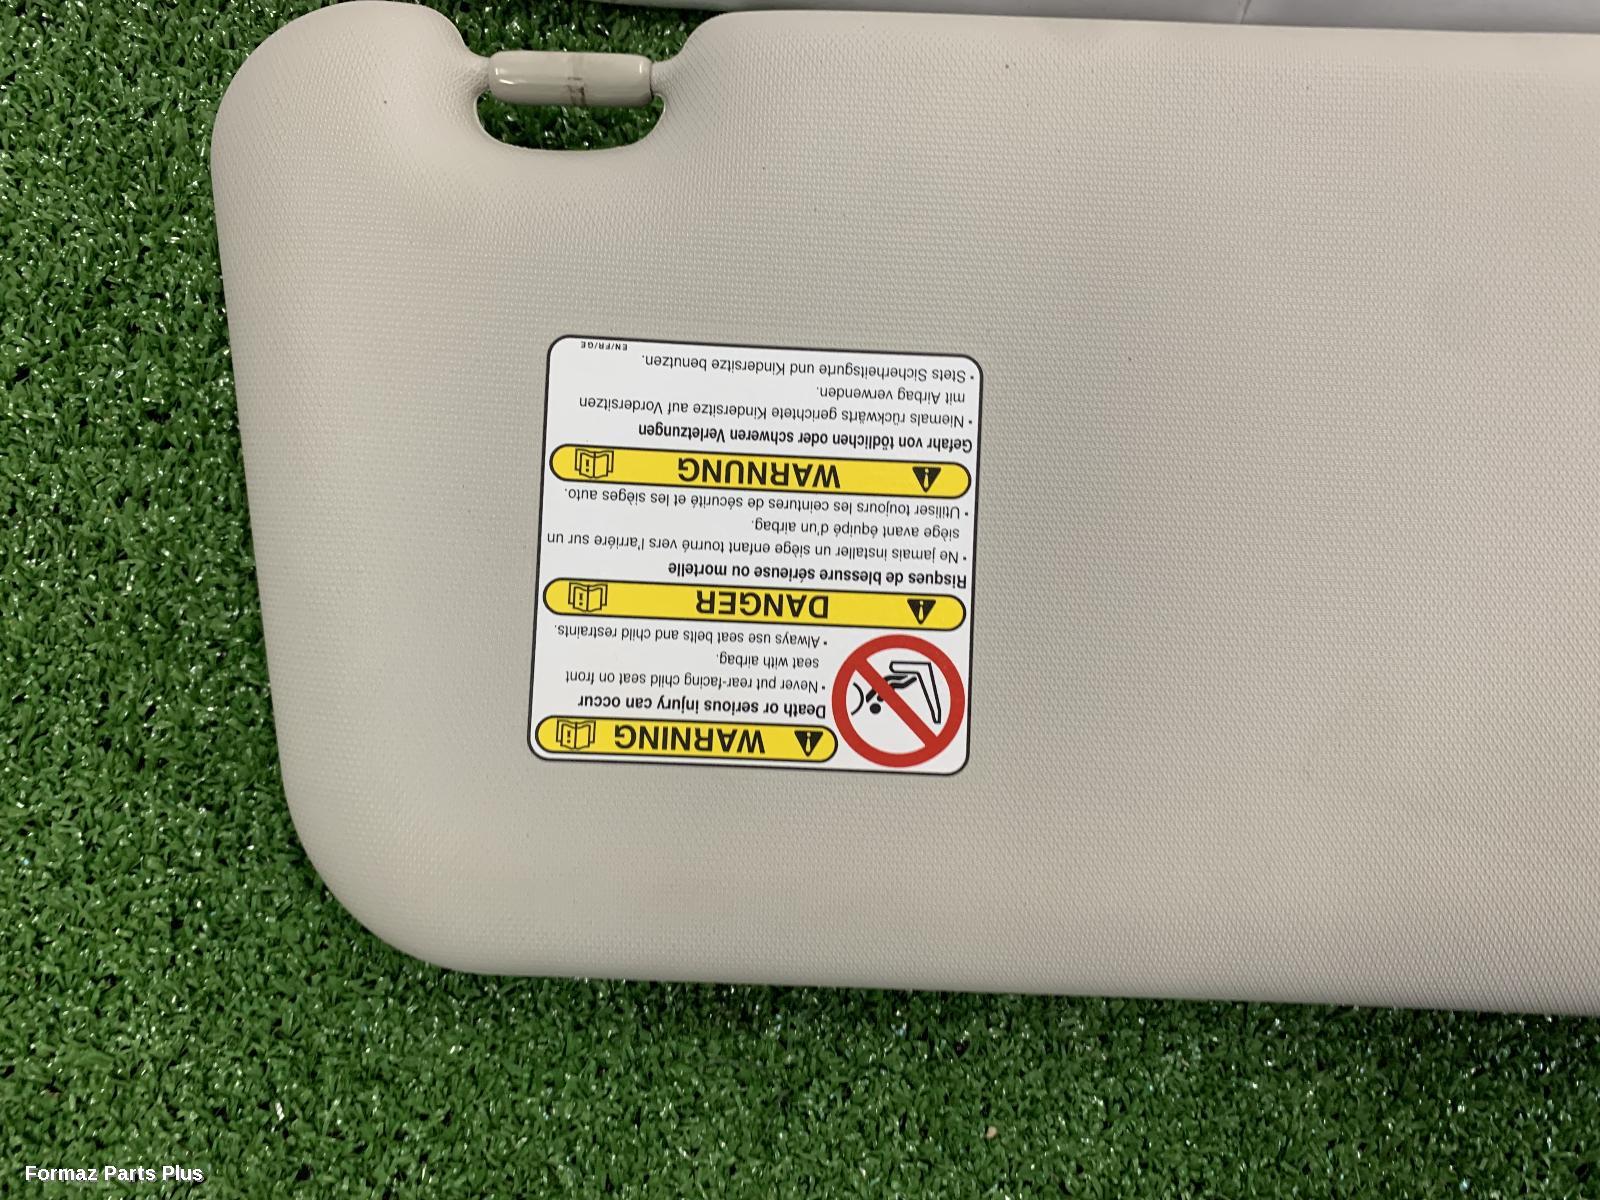 WARNING
Death or serious injury can occur
• Never put rear-facing child seat on front
seat with airbag.
• Always use seat belts and child restraints.
DANGER
Risques de blessure sérieuse ou mortelle
• Ne jamais installer un siège enfant tourné vers l'arrière sur un
siège avant équipé d'un airbag.
• Utiliser toujours les ceintures de sécurité et les sièges auto.
WARNUNG
Gefahr von tödlichen oder schweren Verletzungen
• Niemals rückwärts gerichtete Kindersitze auf Vordersitzen
mit Airbag verwenden.
• Stets Sicherheitsgurte und Kindersitze benutzen.
EN/FR/GE
Formaz Parts Plus